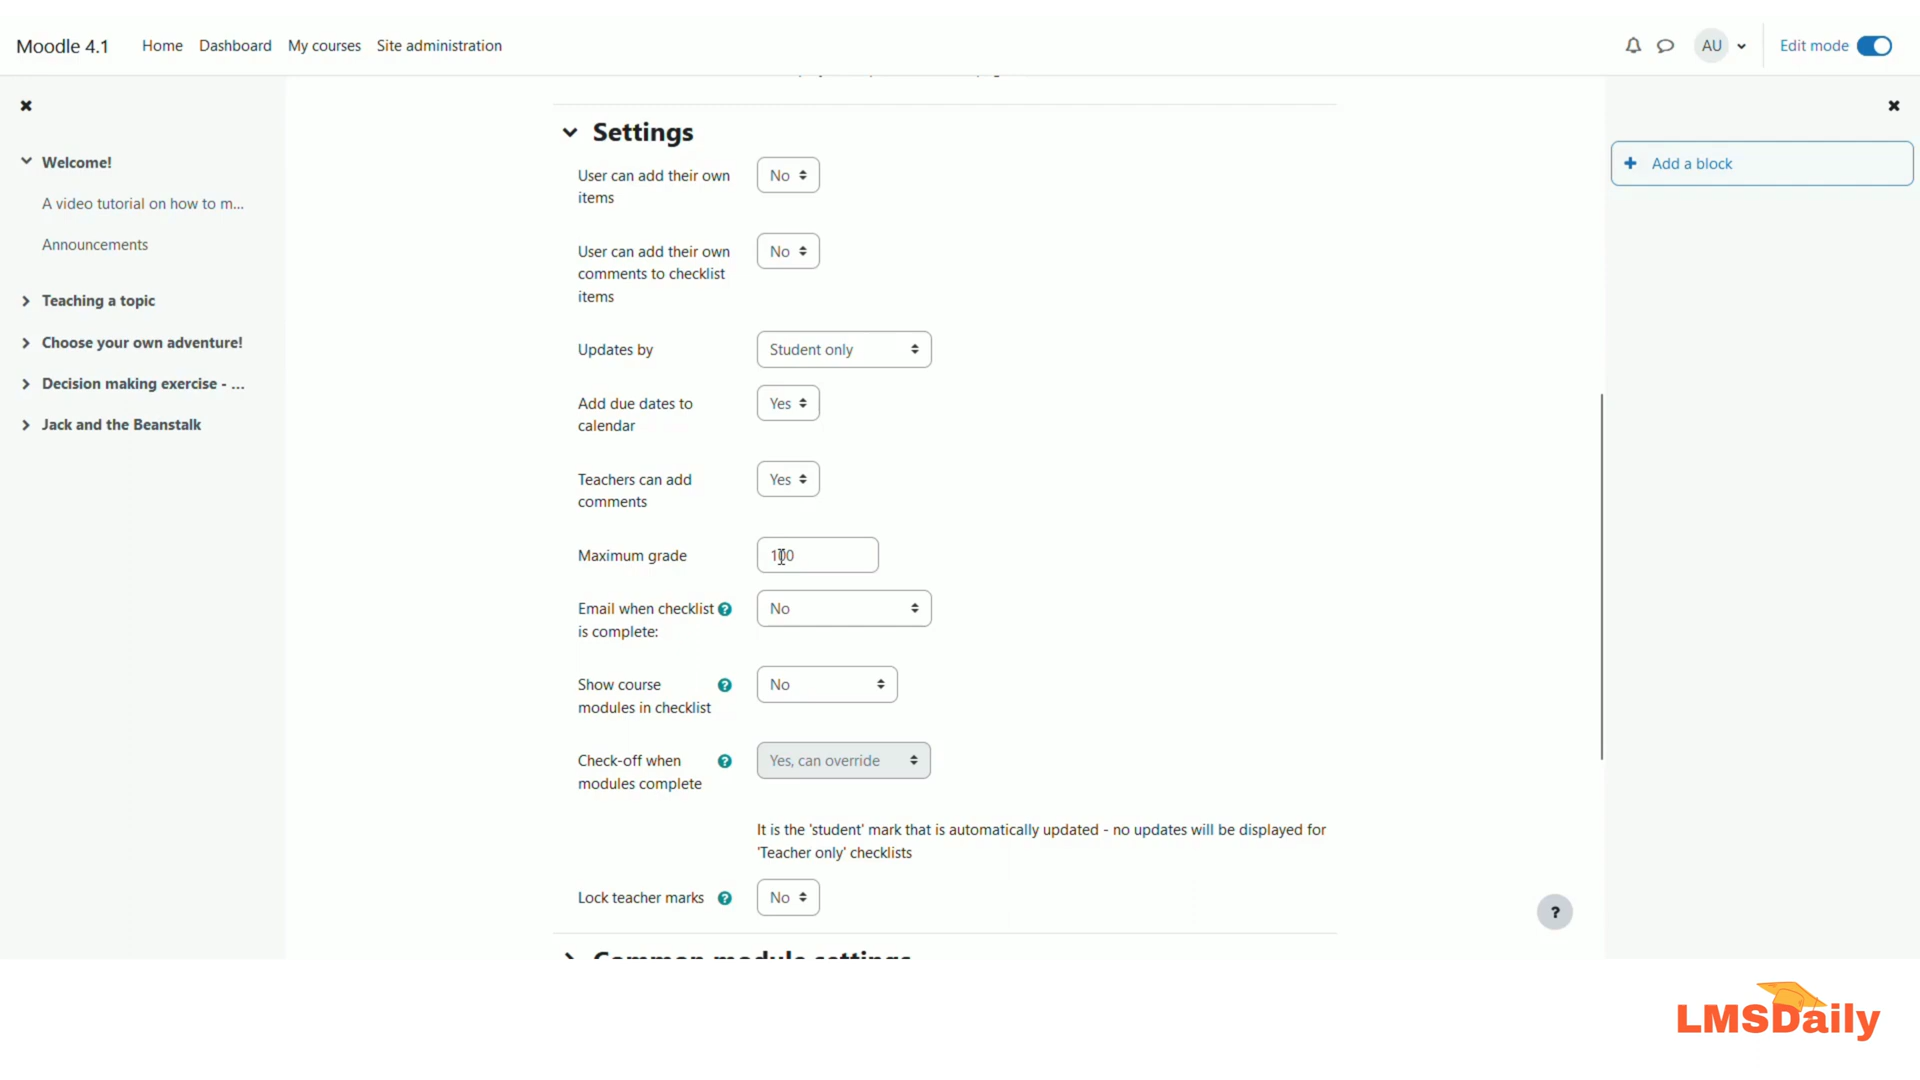 Moodle 4.1 Home Dashboard My courses Site administration AU Edit mode
Settings
Add a block
Welcome!
User can add their own
No
items
A video tutorial on how to m...
Announcements
User can add their own
No
comments to checklist
items
Teaching a topic
Choose your own adventure!
Updates by
Student only
Decision making exercise - ...
Add due dates to
Yes
calendar
Jack and the Beanstalk
Teachers can add
Yes
comments
Maximum grade
100
Email when checklist
?
No
is complete:
Show course
?
No
modules in checklist
Check-off when
?
Yes, can override
modules complete
It is the 'student' mark that is automatically updated - no updates will be displayed for
'Teacher only' checklists
Lock teacher marks
?
No
?
Common module settings
LMSDaily